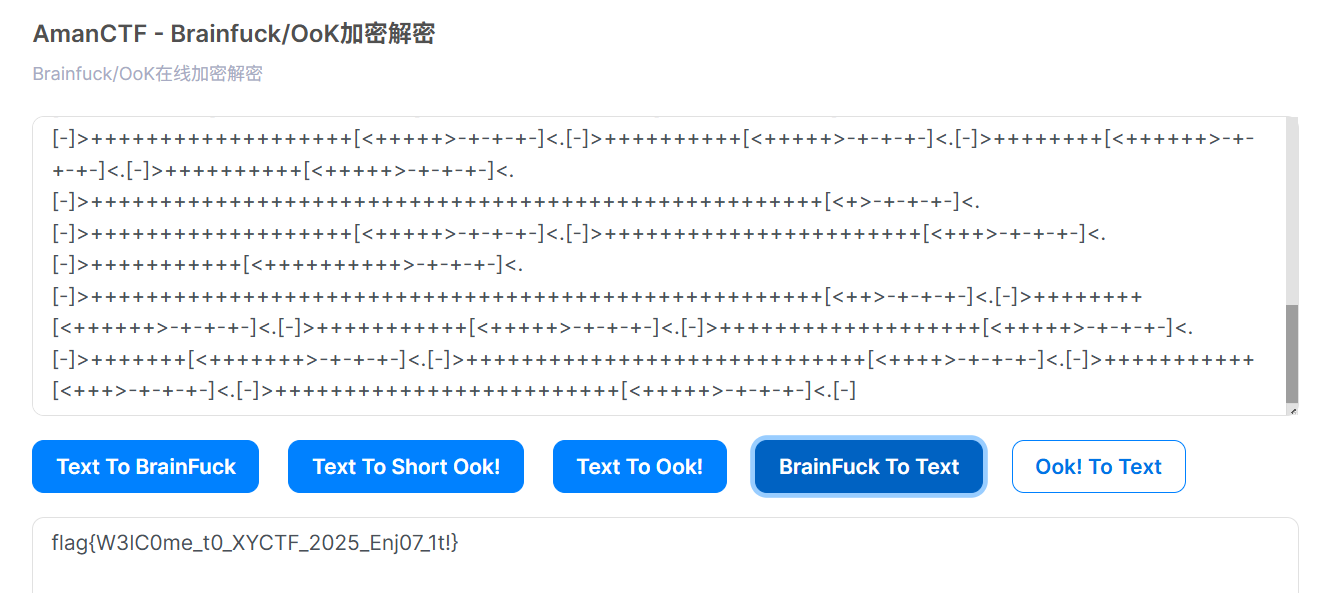 AmanCTF - Brainfuck/OoK加密解密
Brainfuck/OoK在线加密解密
[-]>+++++++++++++++++++[<+++++>-+-+-+-]<.[-]>++++++++++[<+++++>-+-+-+-]<.[-]>++++++++[<++++++>-+-
+-+-]<.[-]>++++++++++[<+++++>-+-+-+-]<.
[-]>+++++++++++++++++++++++++++++++++++++++++++++++++++++[<+>-+-+-+-]<.
[-]>+++++++++++++++++++[<+++++>-+-+-+-]<.[-]>+++++++++++++++++++++++[<+++>-+-+-+-]<.
[-]>+++++++++++[<++++++++++>-+-+-+-]<.
[-]>+++++++++++++++++++++++++++++++++++++++++++++++++++++[<++>-+-+-+-]<.[-]>++++++++
[<++++++>-+-+-+-]<.[-]>+++++++++++[<+++++>-+-+-+-]<.[-]>+++++++++++++++++++[<+++++>-+-+-+-]<.
[-]>+++++++[<+++++++>-+-+-+-]<.[-]>+++++++++++++++++++++++++++++[<++++>-+-+-+-]<.[-]>+++++++++++
[<+++>-+-+-+-]<.[-]>+++++++++++++++++++++++++[<+++++>-+-+-+-]<.[-]
Text To BrainFuck Text To Short Ook! Text To Ook! BrainFuck To Text Ook! To Text
flag{W3lC0me_t0_XYCTF_2025_Enj07_1t!}